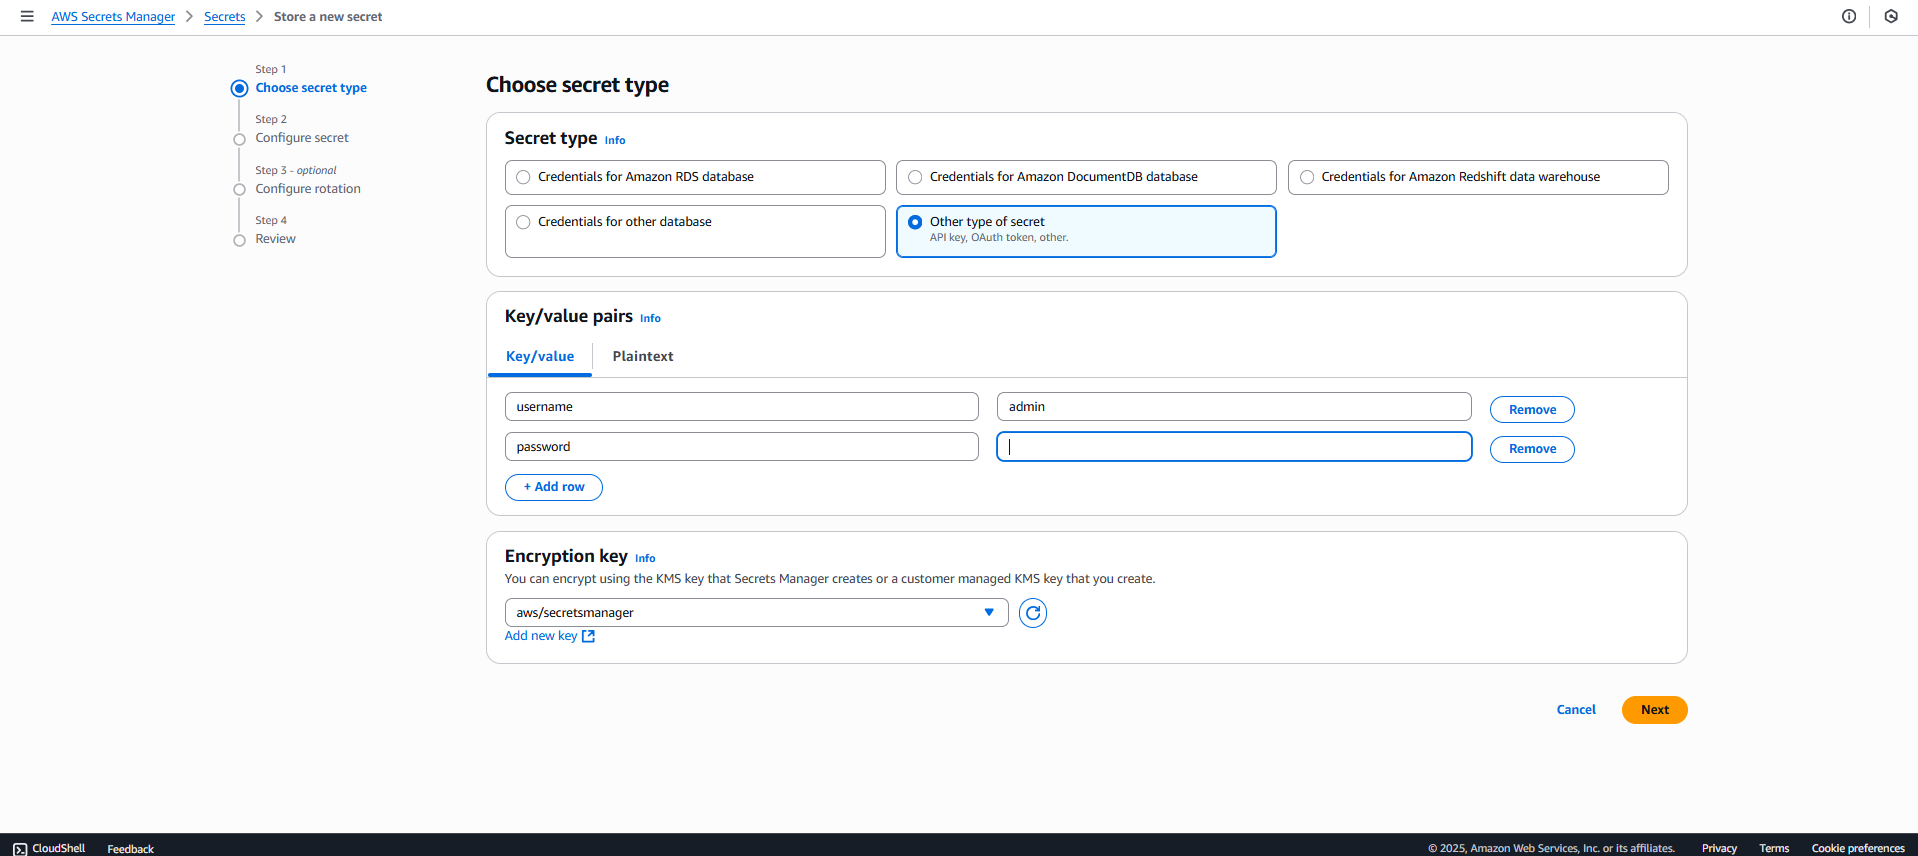 AWS Secrets Manager > Secrets > Store a new secret
Step 1
Choose secret type
Step 2
Configure secret
Step 3 - optional
Configure rotation
Step 4
Review
Choose secret type
Secret type Info
Credentials for Amazon RDS database
Credentials for Amazon DocumentDB database
Credentials for Amazon Redshift data warehouse
Credentials for other database
Other type of secret
API key, OAuth token, other.
Key/value pairs Info
Key/value Plaintext
username admin Remove
password Remove
+ Add row
Encryption key Info
You can encrypt using the KMS key that Secrets Manager creates or a customer managed KMS key that you create.
aws/secretsmanager
Add new key
Cancel Next
CloudShell Feedback © 2025, Amazon Web Services, Inc. or its affiliates. Privacy Terms Cookie preferences